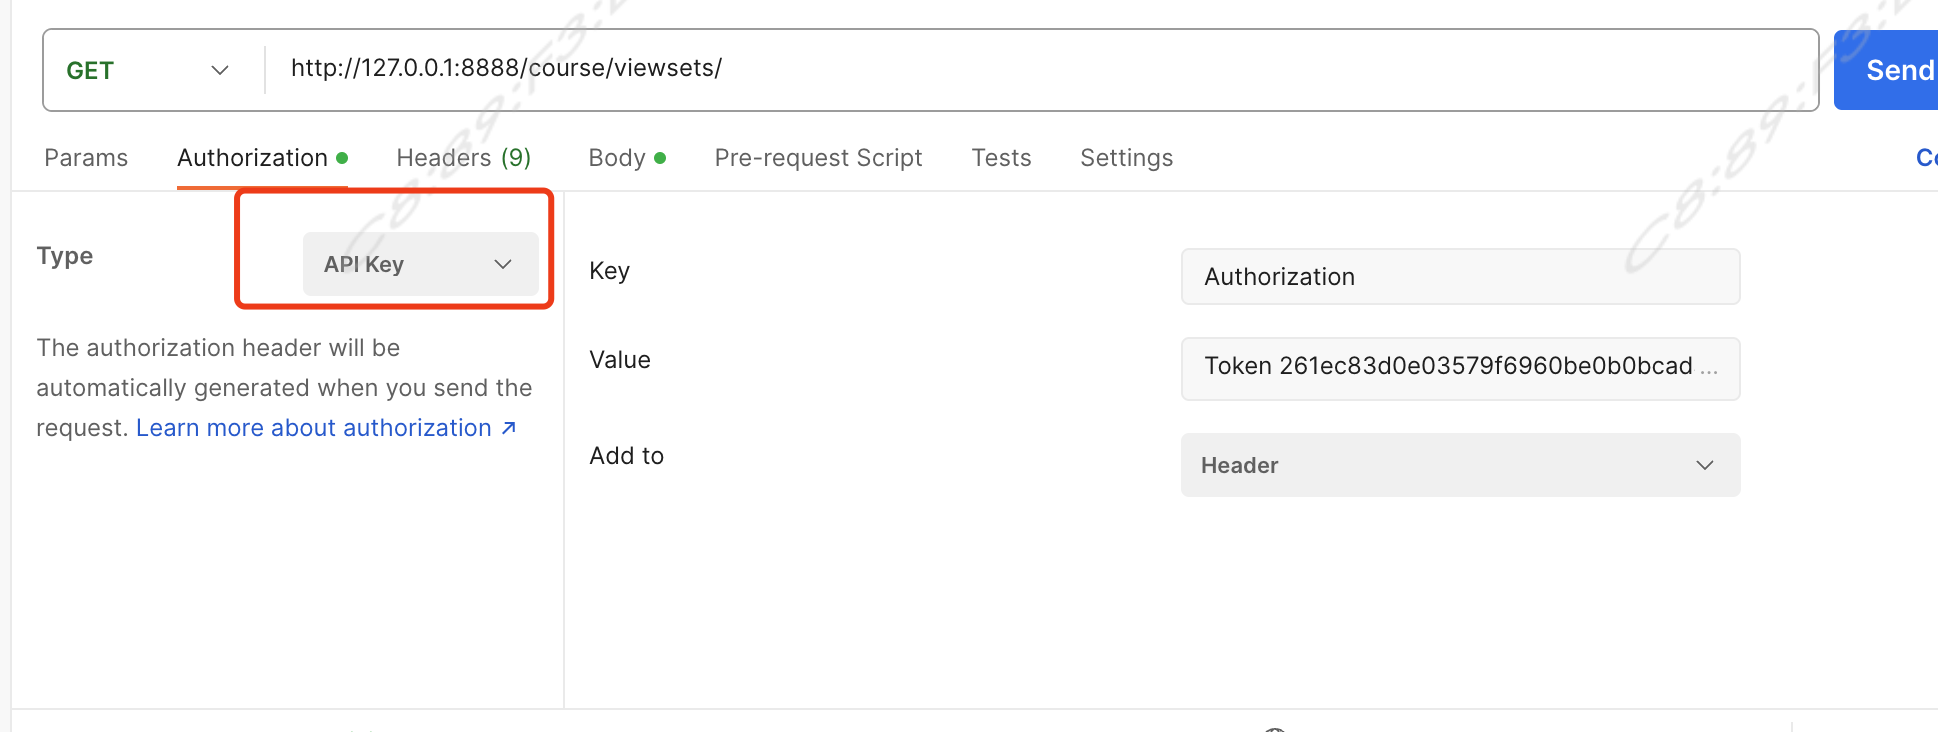 GET http://127.0.0.1:8888/course/viewsets/ Send
Params Authorization Headers (9) Body Pre-request Script Tests Settings
Type API Key
The authorization header will be
automatically generated when you send the
request. Learn more about authorization ↗
Key Authorization
Value Token 261ec83d0e03579f6960be0b0bcad ...
Add to Header